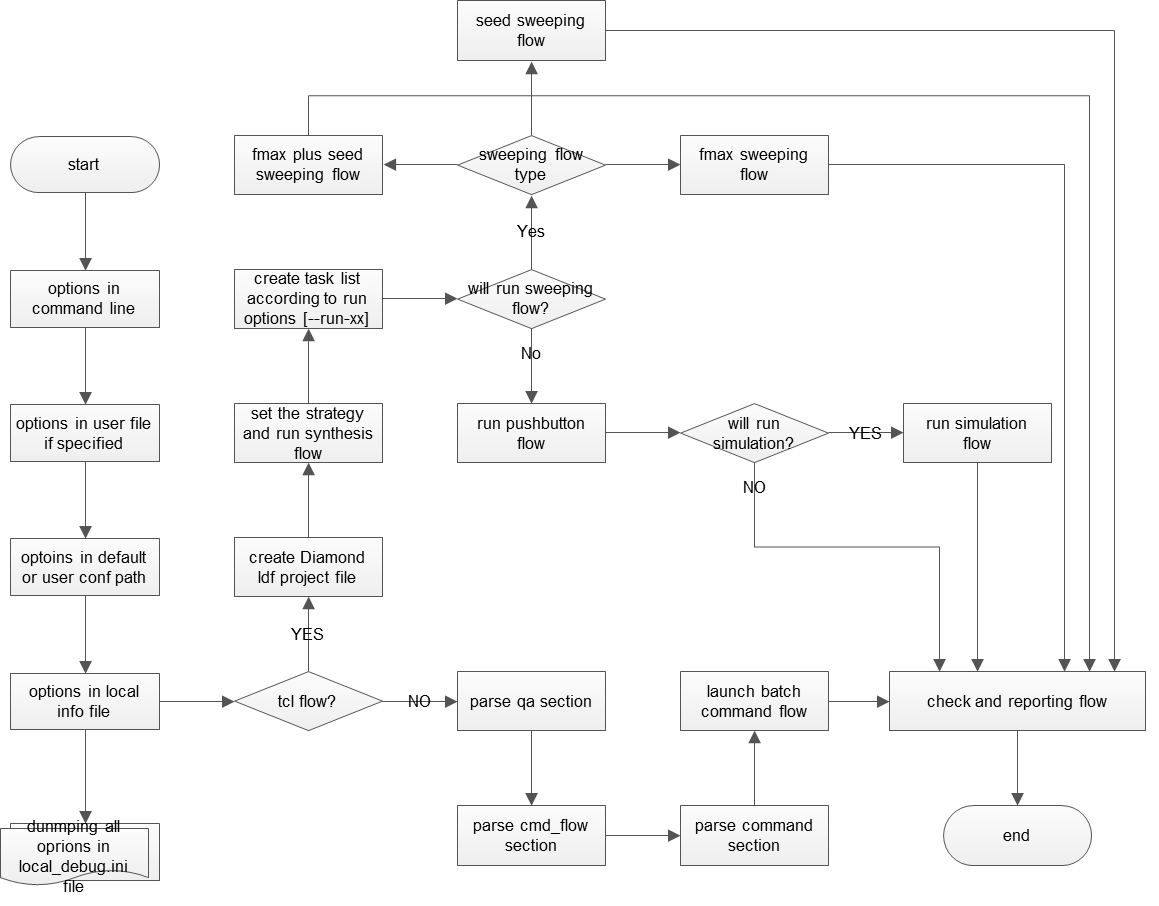 seed sweeping
flow
start
fmax plus seed
sweeping flow
sweeping flow
type
fmax sweeping
flow
Yes
options in
command line
create task list
according to run
options [--run-xx]
will run sweeping
flow?
No
options in user file
if specified
set the strategy
and run synthesis
flow
run pushbutton
flow
will run
simulation?
YES
run simulation
flow
NO
optoins in default
or user conf path
create Diamond
ldf project file
YES
options in local
info file
tcl flow?
NO
parse qa section
launch batch
command flow
check and reporting flow
dunmping all
oprions in
local_debug.ini
file
parse cmd_flow
section
parse command
section
end